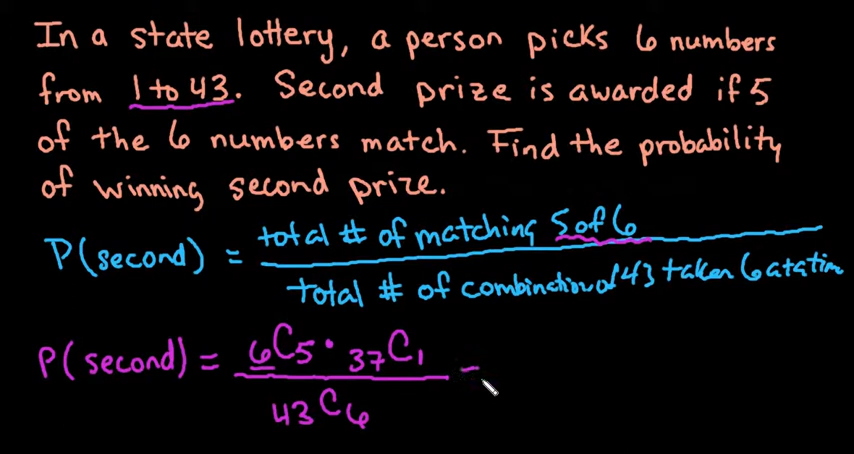 In a state lottery, a person picks 6 numbers
from 1 to 43. Second prize is awarded if 5
of the 6 numbers match. Find the probability
of winning second prize.
P(second) = total # of matching 5 of 6
total # of combination of 43 taken 6 at a time
P(second) = 6C5 · 37C1
43C6